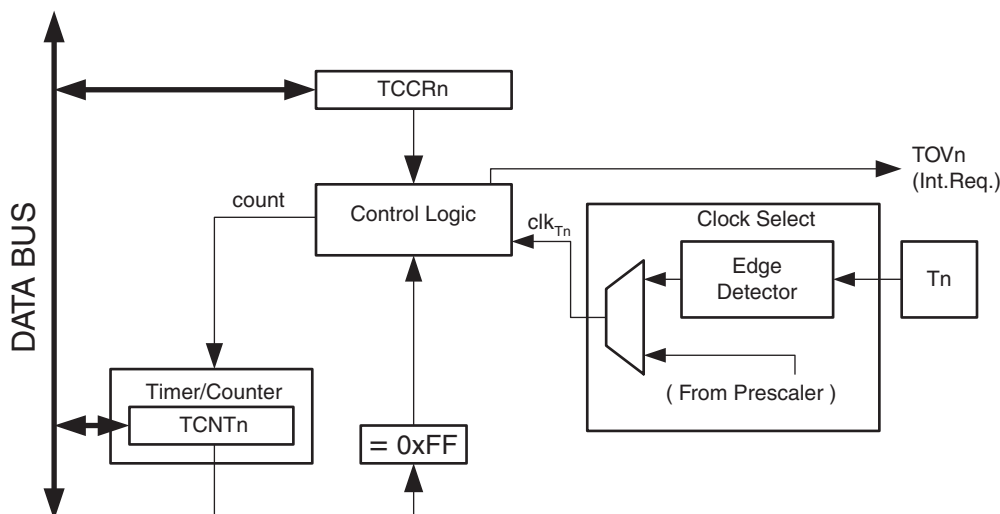 DATA BUS
TCCRn
TOVn
(Int.Req.)
count
Control Logic
clkTn
Clock Select
Edge
Detector
Tn
Timer/Counter
( From Prescaler )
TCNTn
= 0xFF